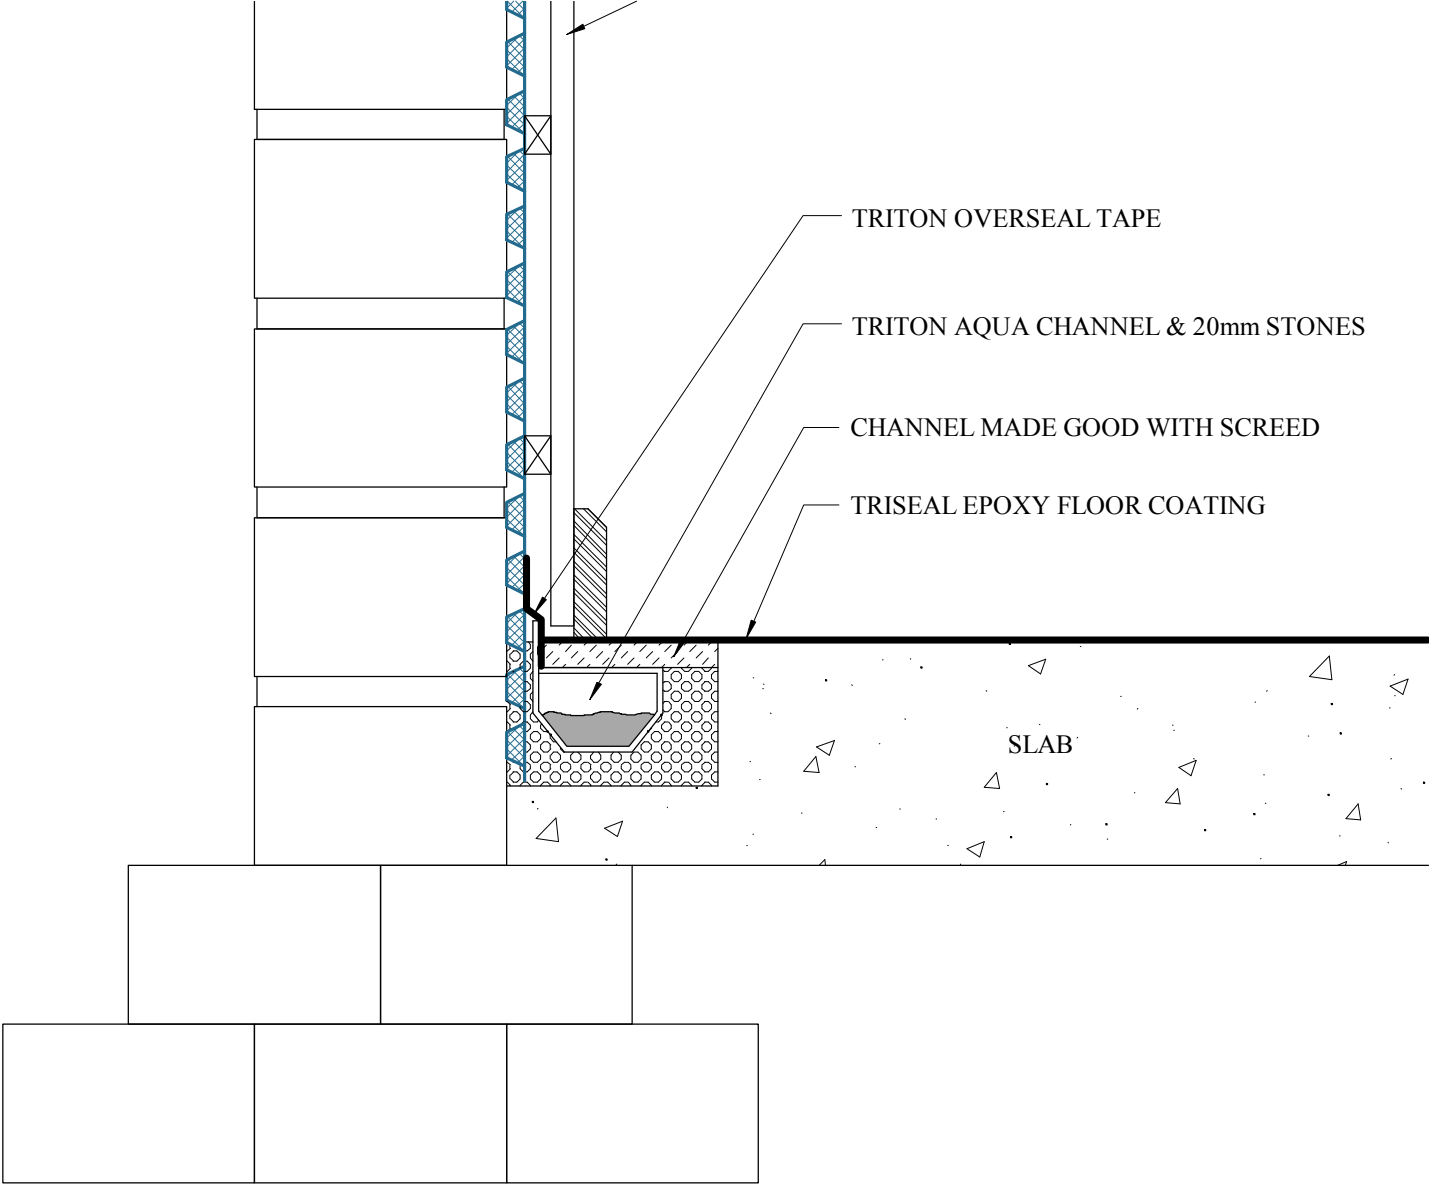 TRITON OVERSEAL TAPE
TRITON AQUA CHANNEL & 20mm STONES
CHANNEL MADE GOOD WITH SCREED
TRISEAL EPOXY FLOOR COATING
SLAB